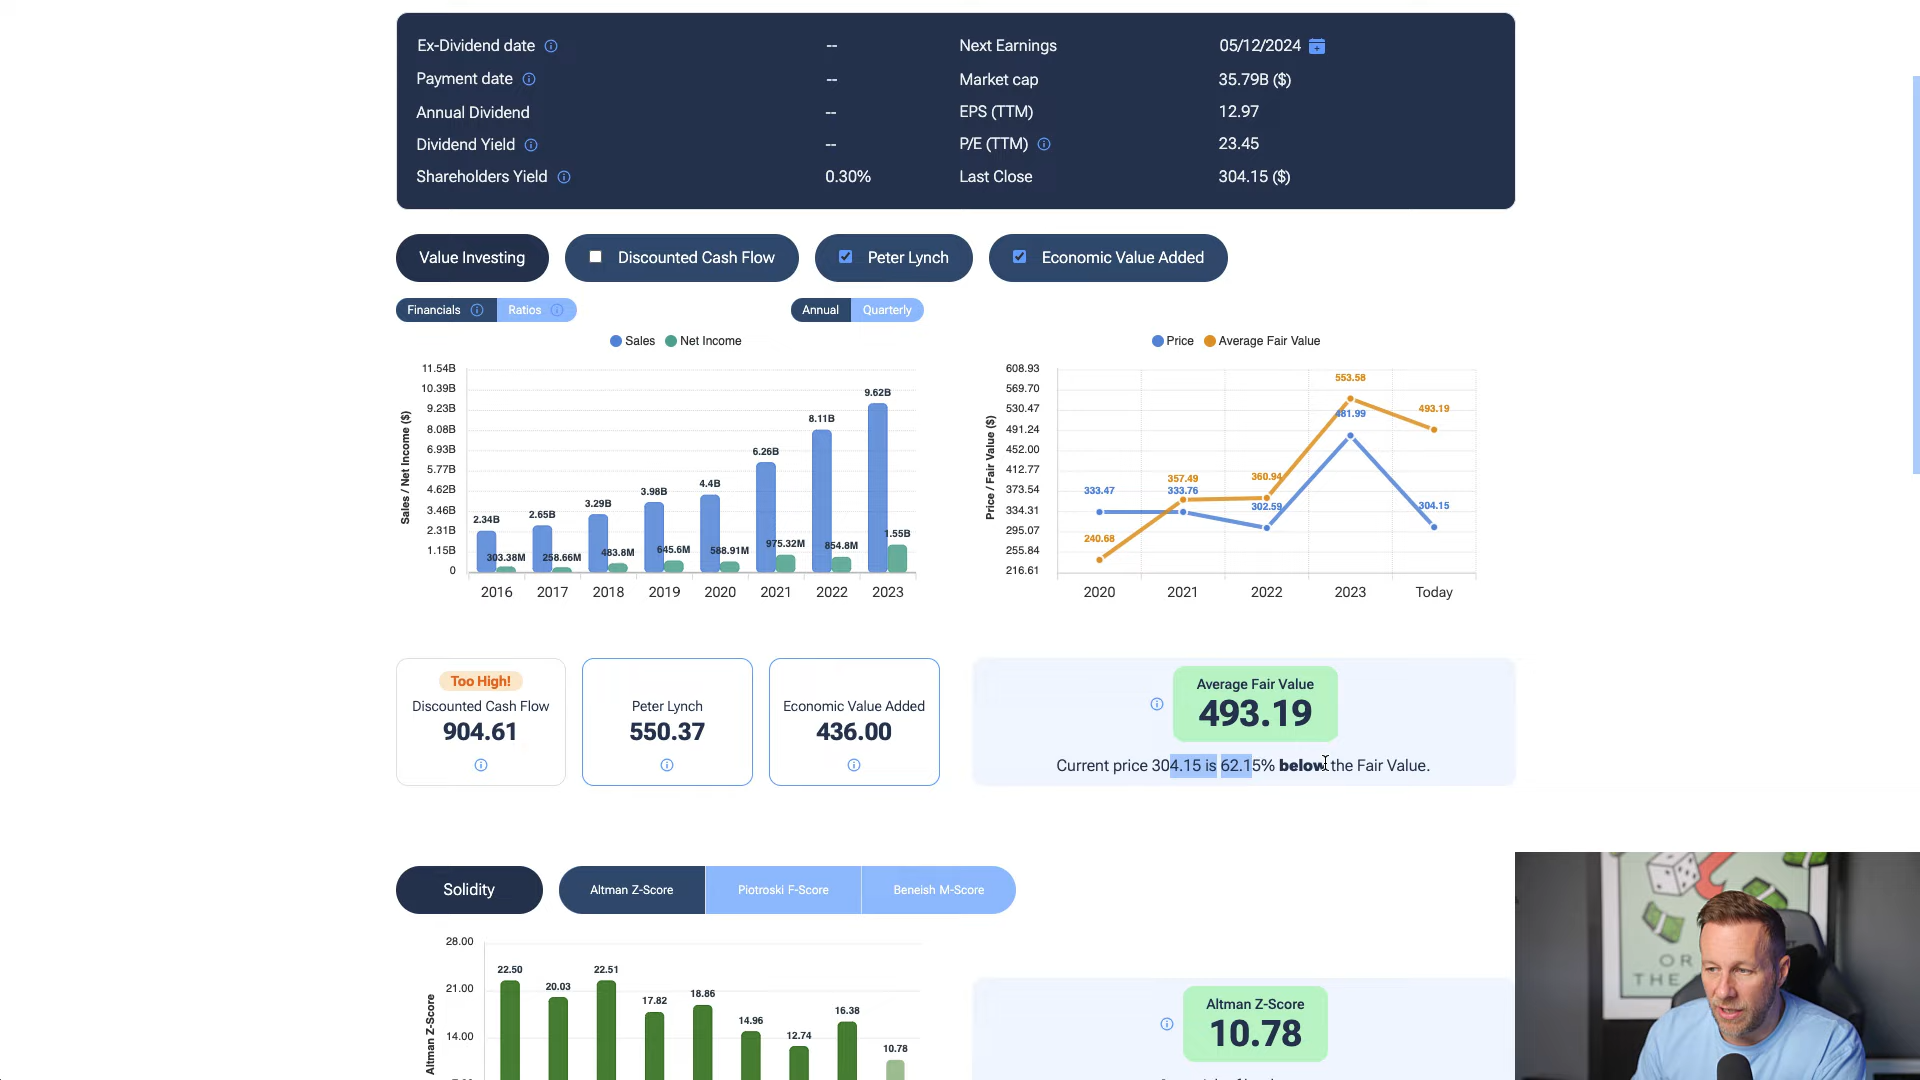 Ex-Dividend date -- Next Earnings 05/12/2024
Payment date -- Market cap 35.79B ($)
Annual Dividend -- EPS (TTM) 12.97
Dividend Yield -- P/E (TTM) 23.45
Shareholders Yield 0.30% Last Close 304.15 ($)
Value Investing Discounted Cash Flow Peter Lynch Economic Value Added
Financials Ratios Annual Quarterly
Sales Net Income
Sales / Net Income ($)
11.54B
10.39B
9.23B
8.08B
6.93B
5.77B
4.62B
3.46B
2.31B
1.15B
0
2.34B
303.38M
2.65B
258.66M
3.29B
483.8M
3.98B
645.6M
4.4B
588.91M
6.26B
975.32M
8.11B
854.8M
9.62B
1.55B
2016 2017 2018 2019 2020 2021 2022 2023
Price Average Fair Value
Price / Fair Value ($)
608.93
569.70
530.47
491.24
452.00
412.77
373.54
334.31
295.07
255.84
216.61
333.47
240.68
357.49
333.76
360.94
302.59
553.58
481.99
493.19
304.15
2020 2021 2022 2023 Today
Too High!
Discounted Cash Flow
904.61
Peter Lynch
550.37
Economic Value Added
436.00
Average Fair Value
493.19
Current price 304.15 is 62.15% below the Fair Value.
Solidity Altman Z-Score Piotroski F-Score Beneish M-Score
Altman Z-Score
28.00
21.00
14.00
22.50
20.03
22.51
17.82
18.86
14.96
12.74
16.38
10.78
Altman Z-Score
10.78
OR
THE